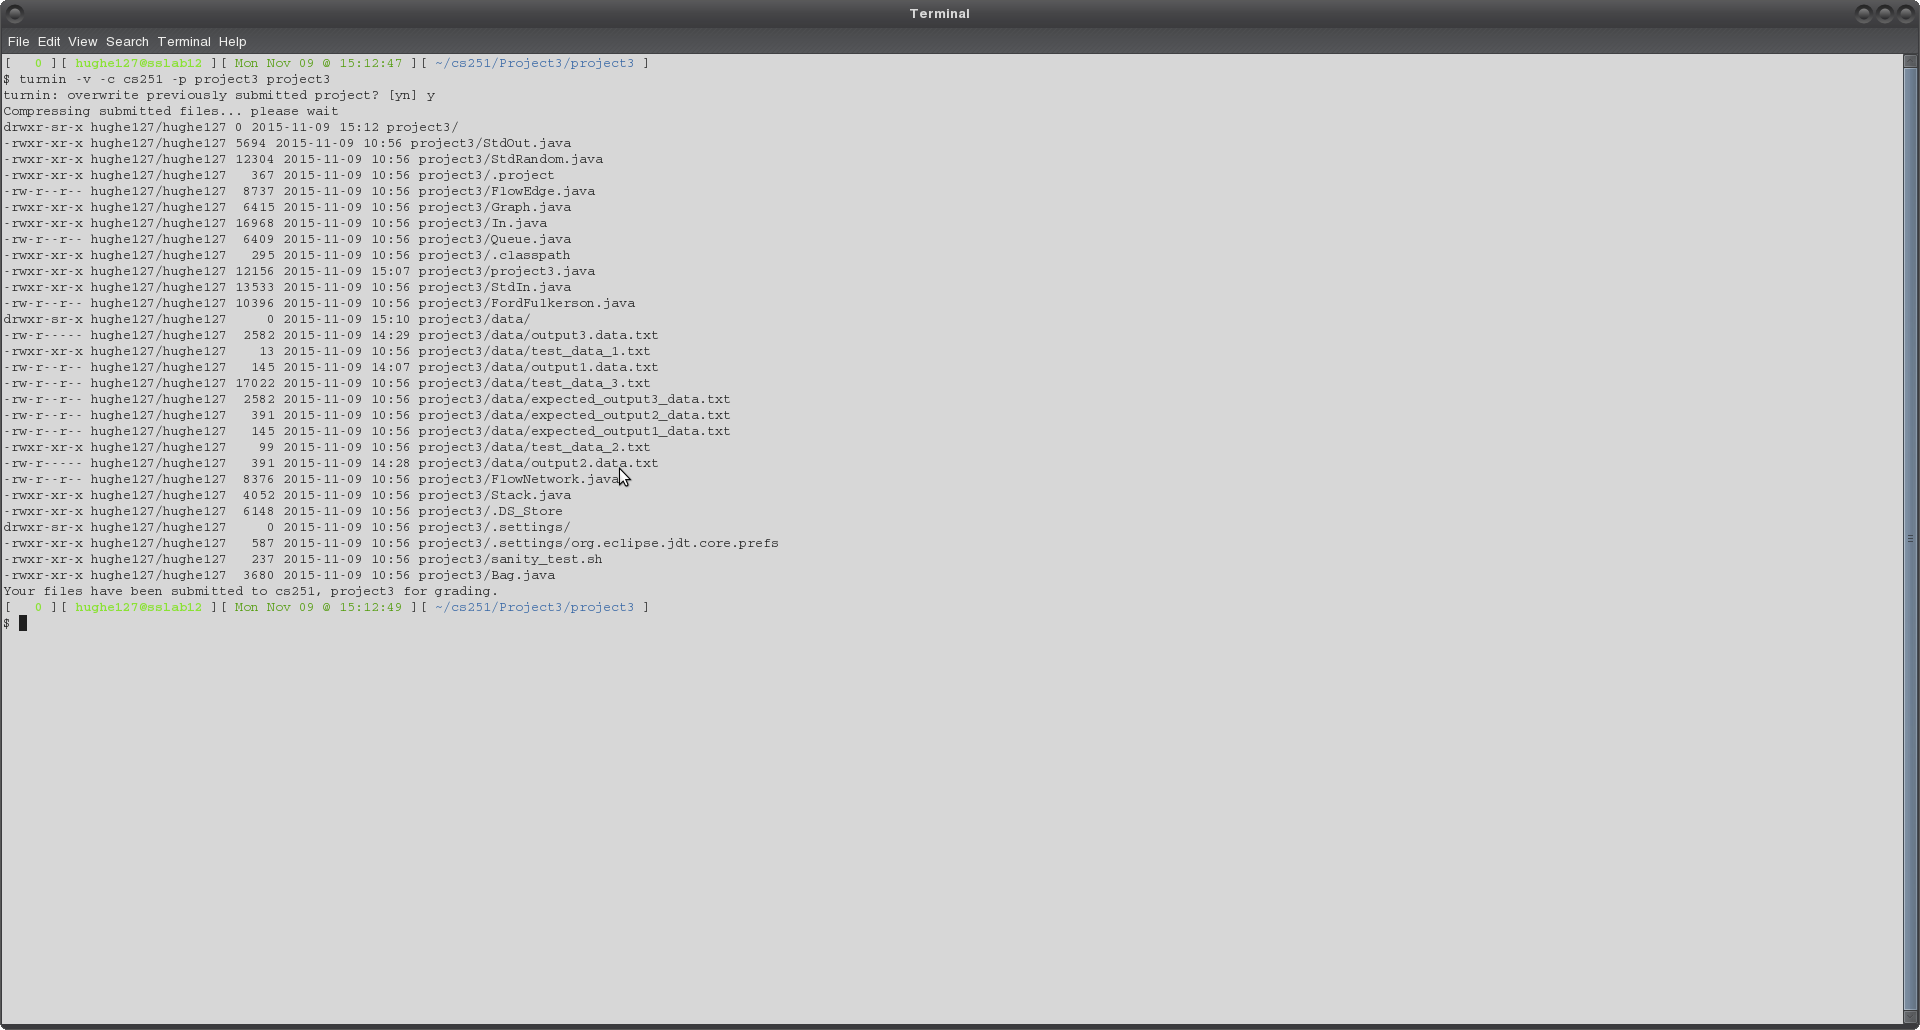 Terminal
File Edit View Search Terminal Help
[   0 ][ hughe127@sslab12 ][ Mon Nov 09 @ 15:12:47 ][ ~/cs251/Project3/project3 ]
$ turnin -v -c cs251 -p project3 project3
turnin: overwrite previously submitted project? [yn] y
Compressing submitted files... please wait
drwxr-sr-x hughe127/hughe127 0 2015-11-09 15:12 project3/
-rwxr-xr-x hughe127/hughe127 5694 2015-11-09 10:56 project3/StdOut.java
-rwxr-xr-x hughe127/hughe127 12304 2015-11-09 10:56 project3/StdRandom.java
-rwxr-xr-x hughe127/hughe127   367 2015-11-09 10:56 project3/.project
-rw-r--r-- hughe127/hughe127  8737 2015-11-09 10:56 project3/FlowEdge.java
-rwxr-xr-x hughe127/hughe127  6415 2015-11-09 10:56 project3/Graph.java
-rwxr-xr-x hughe127/hughe127 16968 2015-11-09 10:56 project3/In.java
-rw-r--r-- hughe127/hughe127  6409 2015-11-09 10:56 project3/Queue.java
-rwxr-xr-x hughe127/hughe127   295 2015-11-09 10:56 project3/.classpath
-rwxr-xr-x hughe127/hughe127 12156 2015-11-09 15:07 project3/project3.java
-rwxr-xr-x hughe127/hughe127 13533 2015-11-09 10:56 project3/StdIn.java
-rw-r--r-- hughe127/hughe127 10396 2015-11-09 10:56 project3/FordFulkerson.java
drwxr-sr-x hughe127/hughe127     0 2015-11-09 15:10 project3/data/
-rw-r----- hughe127/hughe127  2582 2015-11-09 14:29 project3/data/output3.data.txt
-rwxr-xr-x hughe127/hughe127    13 2015-11-09 10:56 project3/data/test_data_1.txt
-rw-r--r-- hughe127/hughe127   145 2015-11-09 14:07 project3/data/output1.data.txt
-rwxr-xr-x hughe127/hughe127 17022 2015-11-09 10:56 project3/data/test_data_3.txt
-rw-r--r-- hughe127/hughe127  2582 2015-11-09 10:56 project3/data/expected_output3_data.txt
-rw-r--r-- hughe127/hughe127   391 2015-11-09 10:56 project3/data/expected_output2_data.txt
-rw-r--r-- hughe127/hughe127   145 2015-11-09 10:56 project3/data/expected_output1_data.txt
-rwxr-xr-x hughe127/hughe127    99 2015-11-09 10:56 project3/data/test_data_2.txt
-rw-r----- hughe127/hughe127   391 2015-11-09 14:28 project3/data/output2.data.txt
-rw-r--r-- hughe127/hughe127  8376 2015-11-09 10:56 project3/FlowNetwork.java
-rwxr-xr-x hughe127/hughe127  4052 2015-11-09 10:56 project3/Stack.java
-rwxr-xr-x hughe127/hughe127  6148 2015-11-09 10:56 project3/.DS_Store
drwxr-sr-x hughe127/hughe127     0 2015-11-09 10:56 project3/.settings/
-rwxr-xr-x hughe127/hughe127   587 2015-11-09 10:56 project3/.settings/org.eclipse.jdt.core.prefs
-rwxr-xr-x hughe127/hughe127   237 2015-11-09 10:56 project3/sanity_test.sh
-rwxr-xr-x hughe127/hughe127  3680 2015-11-09 10:56 project3/Bag.java
Your files have been submitted to cs251, project3 for grading.
[   0 ][ hughe127@sslab12 ][ Mon Nov 09 @ 15:12:49 ][ ~/cs251/Project3/project3 ]
$